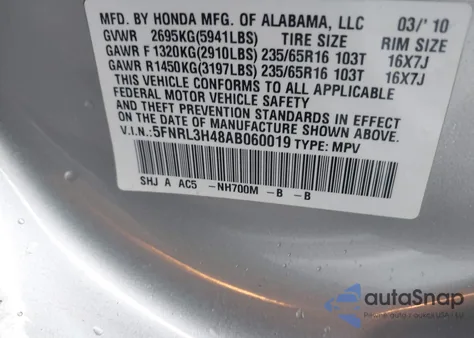 MFD. BY HONDA MFG. OF ALABAMA, LLC 03/'10
GVWR 2695KG(5941LBS) TIRE SIZE RIM SIZE
GAWR F 1320KG(2910LBS) 235/65R16 103T 16X7J
GAWR R1450KG(3197LBS) 235/65R16 103T 16X7J
THIS VEHICLE CONFORMS TO ALL APPLICABLE
FEDERAL MOTOR VEHICLE SAFETY
AND THEFT PREVENTION STANDARDS IN EFFECT ON
THE DATE OF MANUFACTURE SHOWN ABOVE.
V.I.N.:5FNRL3H48AB060019 TYPE: MPV
SHJ A AC5 -NH700M -B -B
autoSnap